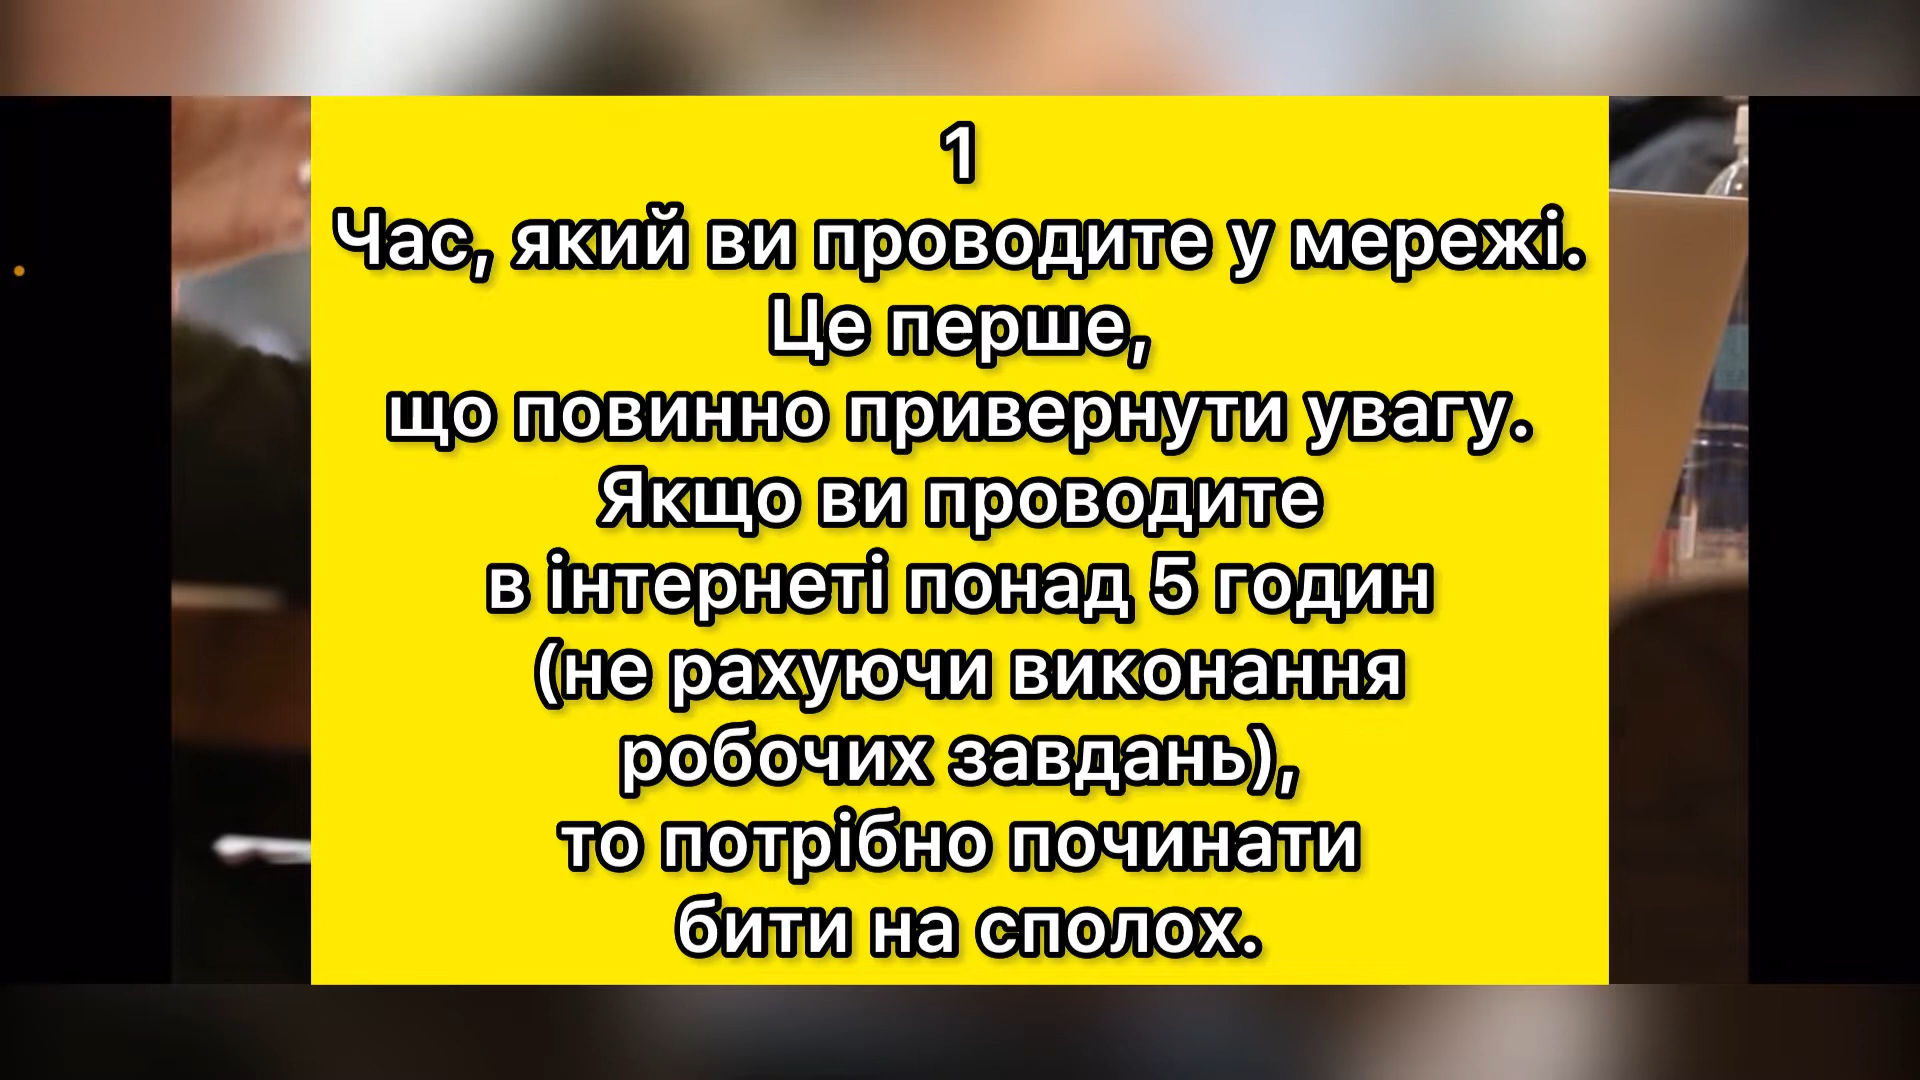 1
Час, який ви проводите у мережі.
Це перше,
що повинно привернути увагу.
Якщо ви проводите
в інтернеті понад 5 годин
(не рахуючи виконання
робочих завдань),
то потрібно починати
бити на сполох.